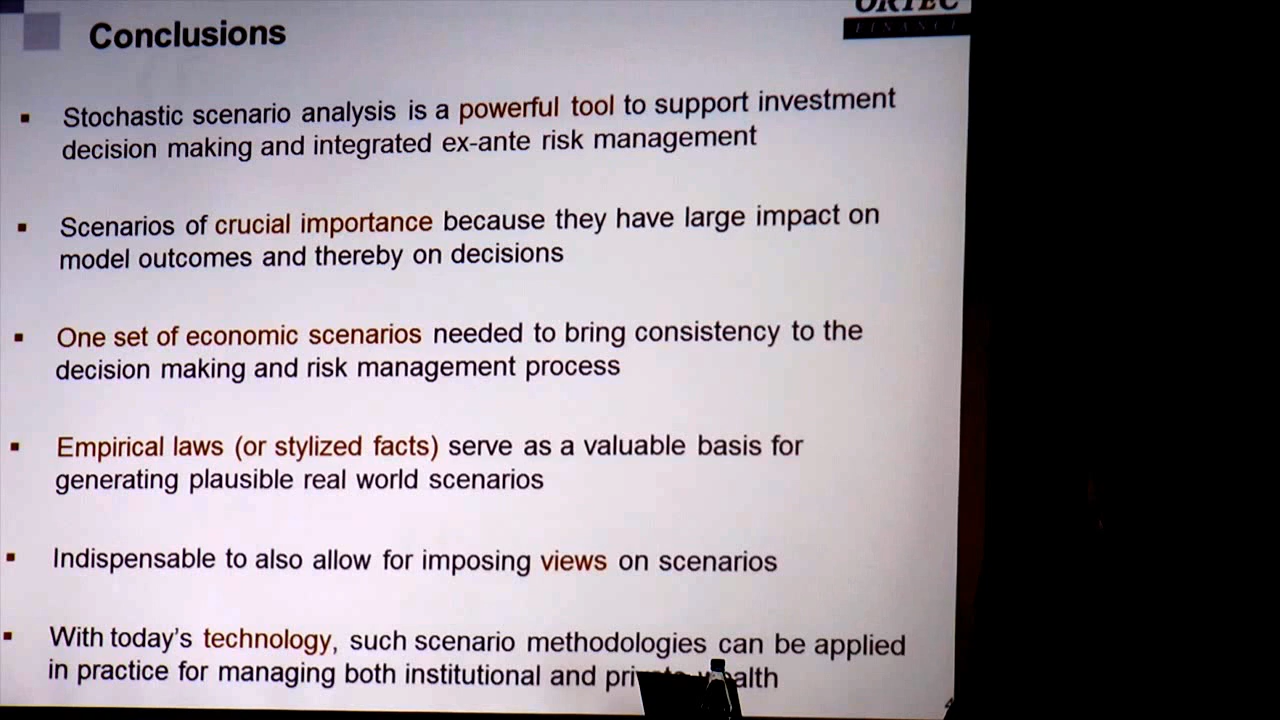 ORTEC
FINANCE
Conclusions
Stochastic scenario analysis is a powerful tool to support investment
decision making and integrated ex-ante risk management
Scenarios of crucial importance because they have large impact on
model outcomes and thereby on decisions
One set of economic scenarios needed to bring consistency to the
decision making and risk management process
Empirical laws (or stylized facts) serve as a valuable basis for
generating plausible real world scenarios
Indispensable to also allow for imposing views on scenarios
With today's technology, such scenario methodologies can be applied
in practice for managing both institutional and